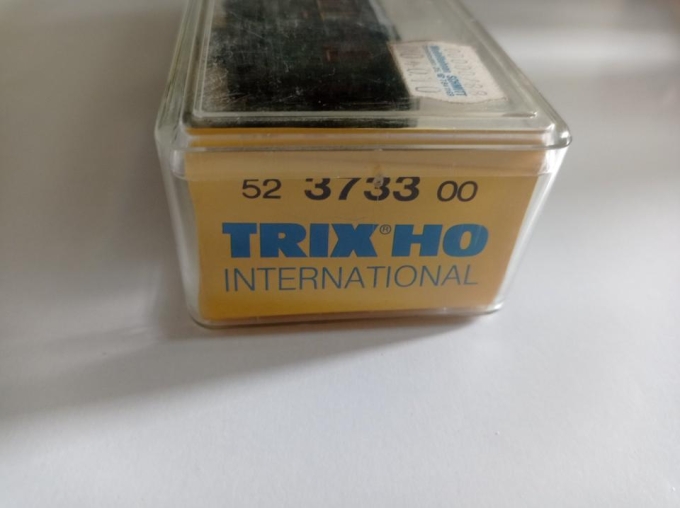 52 3733 00
TRIX® HO
INTERNATIONAL